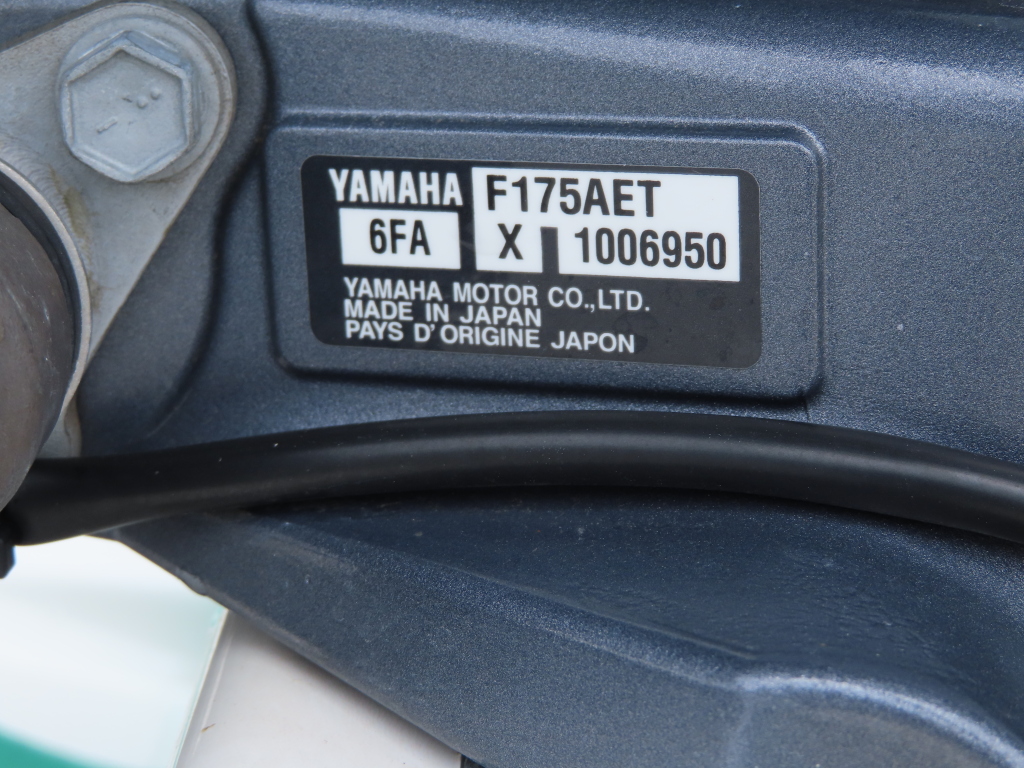 YAMAHA F175AET
6FA X 1006950
YAMAHA MOTOR CO.,LTD.
MADE IN JAPAN
PAYS D'ORIGINE JAPON